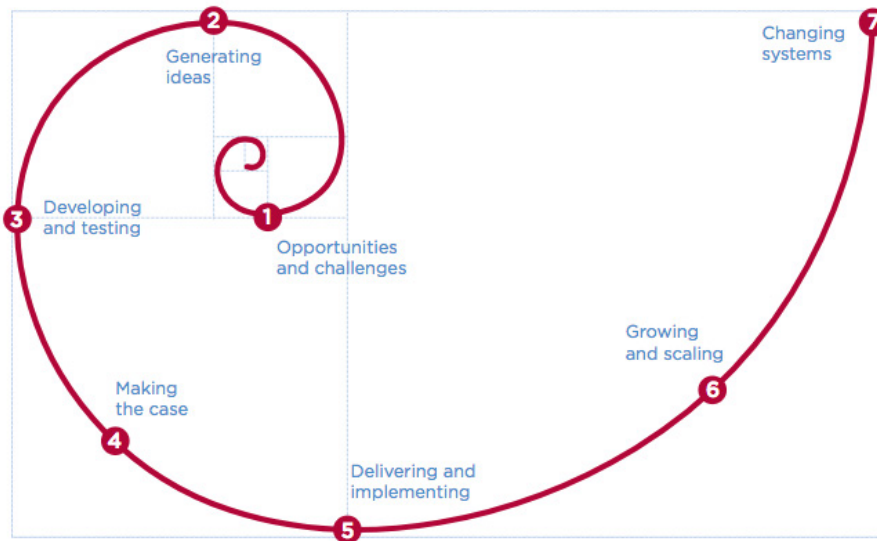 1
Opportunities
and challenges
2
Generating
ideas
3
Developing
and testing
4
Making
the case
5
Delivering and
implementing
6
Growing
and scaling
7
Changing
systems